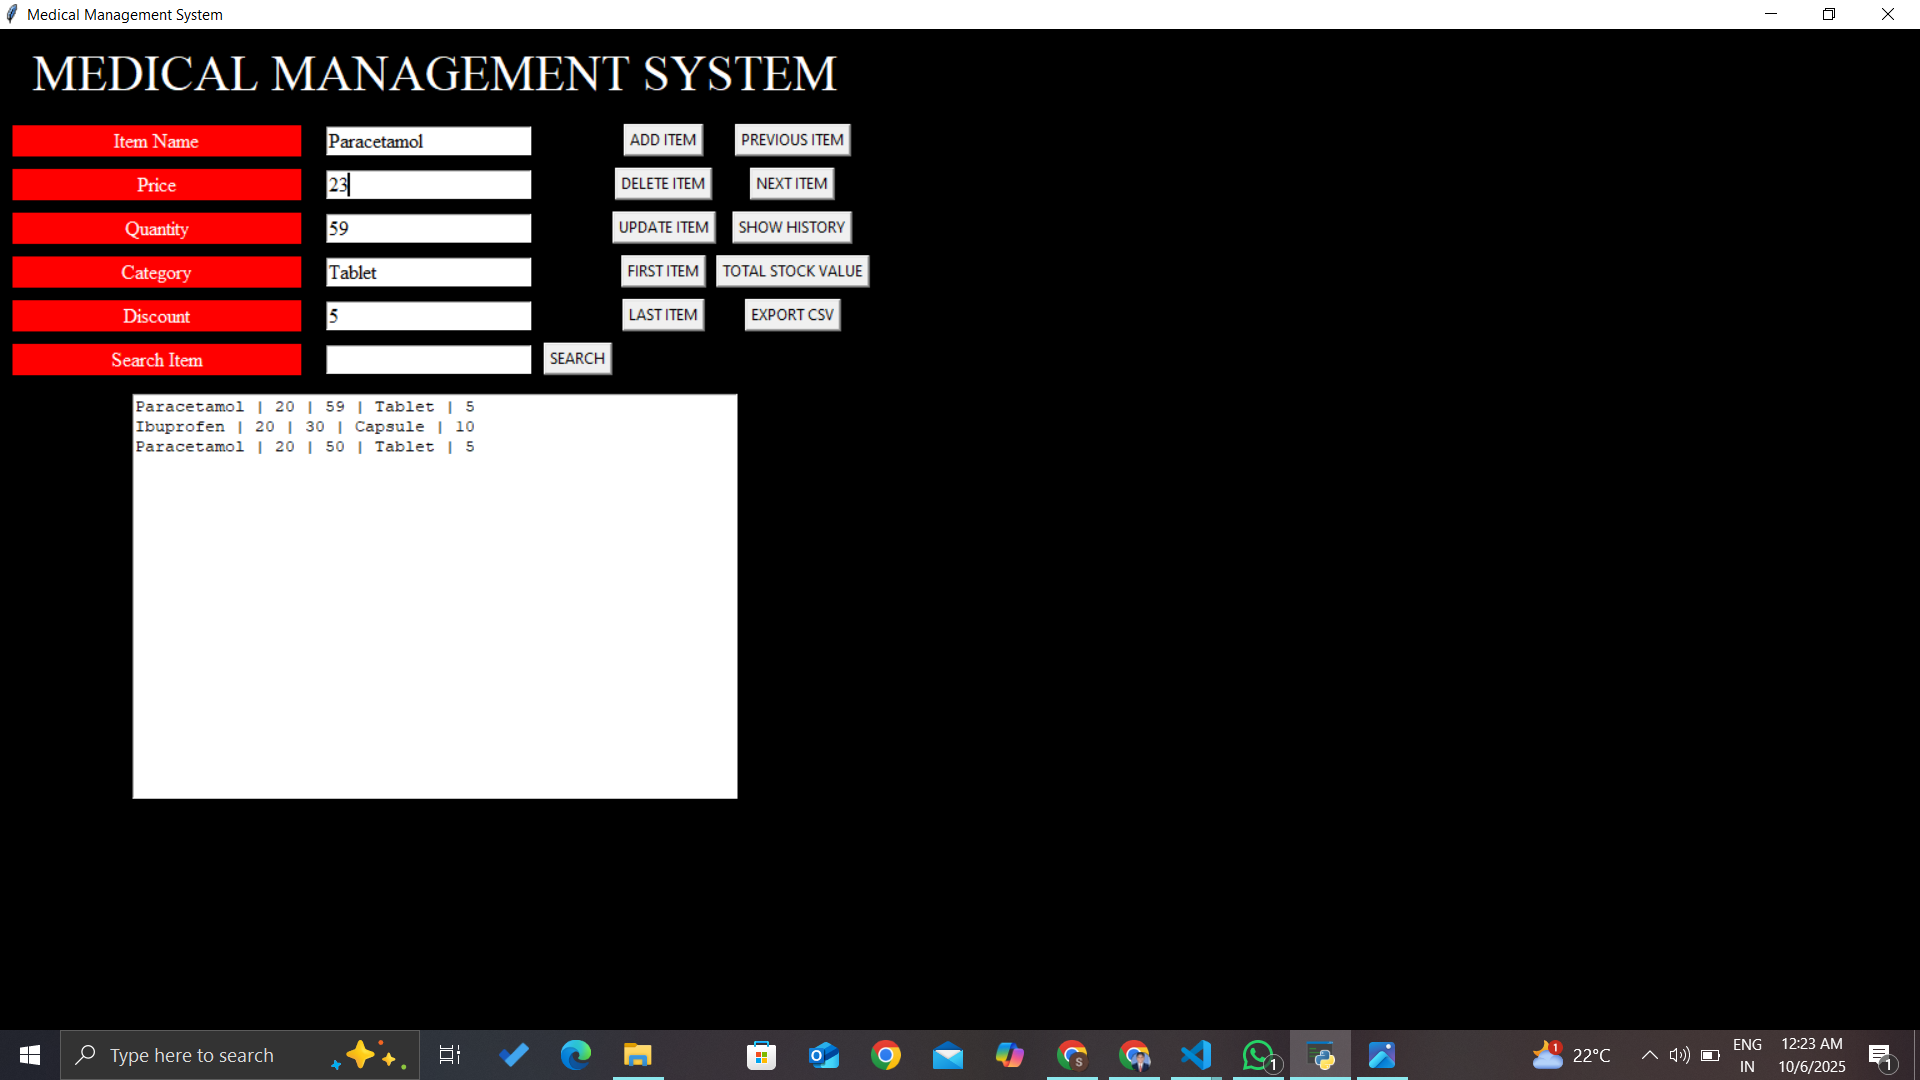 Medical Management System
MEDICAL MANAGEMENT SYSTEM
Item Name Paracetamol ADD ITEM PREVIOUS ITEM
Price 23 DELETE ITEM NEXT ITEM
Quantity 59 UPDATE ITEM SHOW HISTORY
Category Tablet FIRST ITEM TOTAL STOCK VALUE
Discount 5 LAST ITEM EXPORT CSV
Search Item SEARCH
Paracetamol | 20 | 59 | Tablet | 5
Ibuprofen | 20 | 30 | Capsule | 10
Paracetamol | 20 | 50 | Tablet | 5
Type here to search
S
1
1
22°C
ENG
IN
12:23 AM
10/6/2025
1